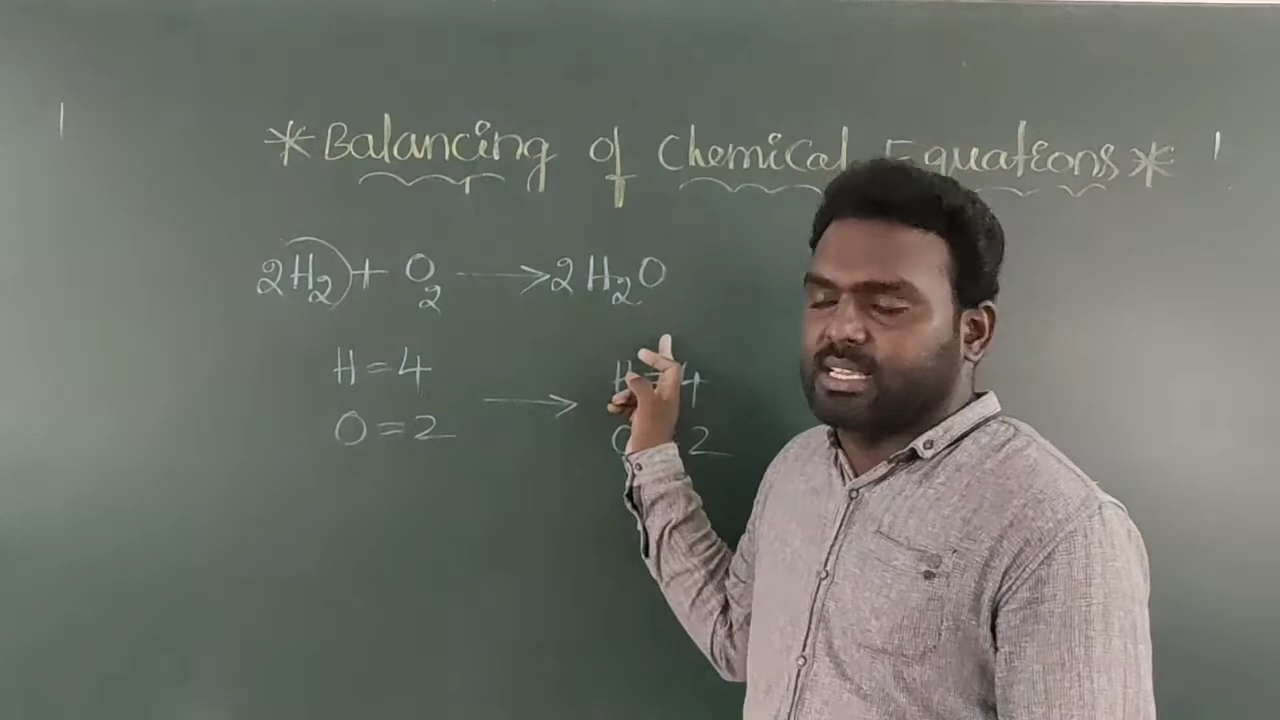 *Balancing of Chemical Equations*
2H₂ + O₂ → 2H₂O
H = 4 → H = 4
O = 2 O 2